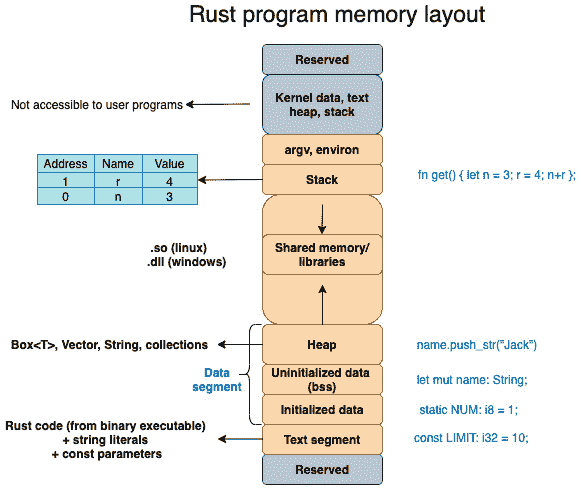 Rust program memory layout
Reserved
Not accessible to user programs
Kernel data, text
heap, stack
argv, environ
Address Name Value
1 r 4
0 n 3
Stack
fn get() { let n = 3; r = 4; n+r };
.so (linux)
.dll (windows)
Shared memory/
libraries
Box<T>, Vector, String, collections
Heap
name.push_str("Jack")
Data
segment
Uninitialized data
(bss)
let mut name: String;
Initialized data
static NUM: i8 = 1;
Rust code (from binary executable)
+ string literals
+ const parameters
Text segment
const LIMIT: i32 = 10;
Reserved